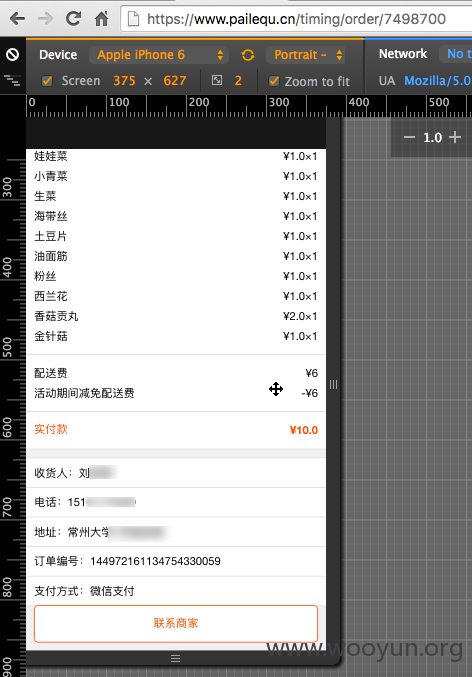 https://www.pailequ.cn/timing/order/7498700
Device Apple iPhone 6 Portrait - Network No t
Screen 375 × 627 2 Zoom to fit UA Mozilla/5.0
0 100 200 300 400 500
1.0
300
400
500
600
700
800
900
娃娃菜 ¥1.0×1
小青菜 ¥1.0×1
生菜 ¥1.0×1
海带丝 ¥1.0×1
土豆片 ¥1.0×1
油面筋 ¥1.0×1
粉丝 ¥1.0×1
西兰花 ¥1.0×1
香菇贡丸 ¥2.0×1
金针菇 ¥1.0×1
配送费 ¥6
活动期间减免配送费 -¥6
实付款 ¥10.0
收货人：刘
电话：151
地址：常州大学
订单编号：144972161134754330059
支付方式：微信支付
联系商家
www.wooyun.org